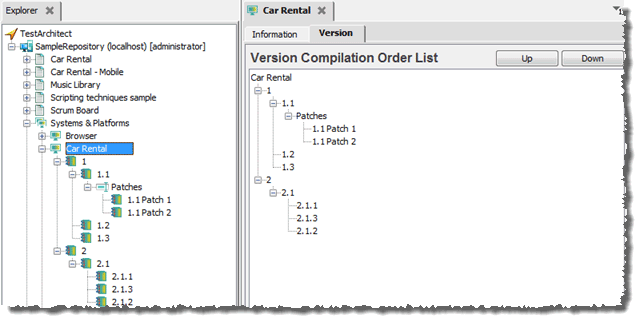 Explorer
TestArchitect
SampleRepository (localhost) [administrator]
Car Rental
Car Rental - Mobile
Music Library
Scripting techniques sample
Scrum Board
Systems & Platforms
Browser
Car Rental
1
1.1
Patches
1.1 Patch 1
1.1 Patch 2
1.2
1.3
2
2.1
2.1.1
2.1.3
2.1.2
Car Rental
Information Version
Version Compilation Order List Up Down
Car Rental
1
1.1
Patches
1.1 Patch 1
1.1 Patch 2
1.2
1.3
2
2.1
2.1.1
2.1.3
2.1.2